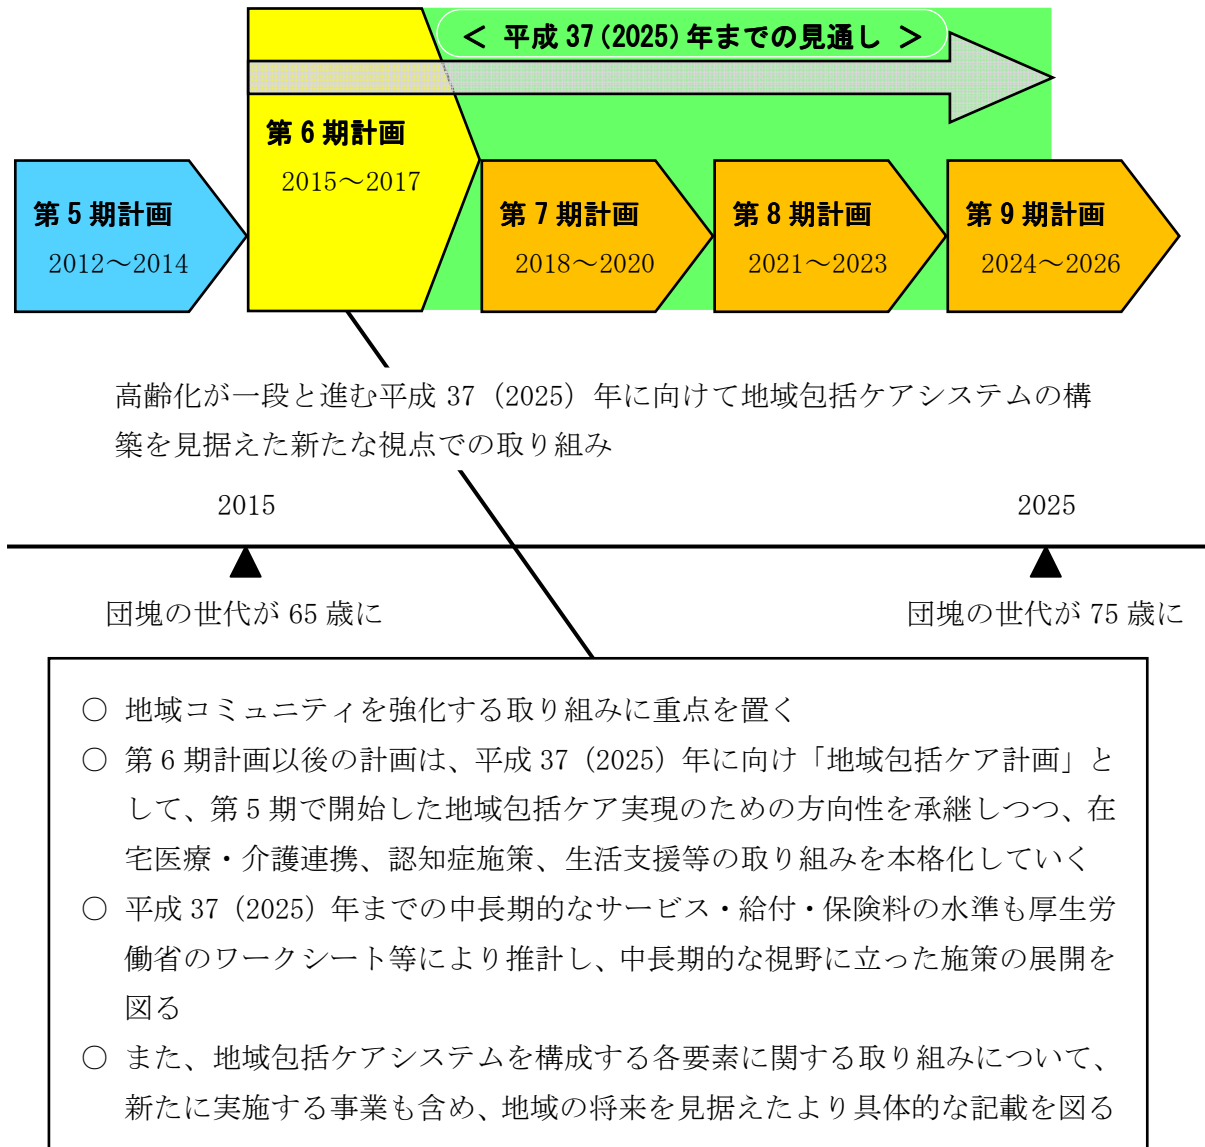 ＜ 平成 37(2025)年までの見通し ＞
第 6 期計画
2015～2017
第 5 期計画
2012～2014
第 7 期計画
2018～2020
第 8 期計画
2021～2023
第 9 期計画
2024～2026
高齢化が一段と進む平成 37（2025）年に向けて地域包括ケアシステムの構
築を見据えた新たな視点での取り組み
2015
2025
団塊の世代が 65 歳に
団塊の世代が 75 歳に
○ 地域コミュニティを強化する取り組みに重点を置く
○ 第 6 期計画以後の計画は、平成 37（2025）年に向け「地域包括ケア計画」と
して、第 5 期で開始した地域包括ケア実現のための方向性を承継しつつ、在
宅医療・介護連携、認知症施策、生活支援等の取り組みを本格化していく
○ 平成 37（2025）年までの中長期的なサービス・給付・保険料の水準も厚生労
働省のワークシート等により推計し、中長期的な視野に立った施策の展開を
図る
○ また、地域包括ケアシステムを構成する各要素に関する取り組みについて、
新たに実施する事業も含め、地域の将来を見据えたより具体的な記載を図る